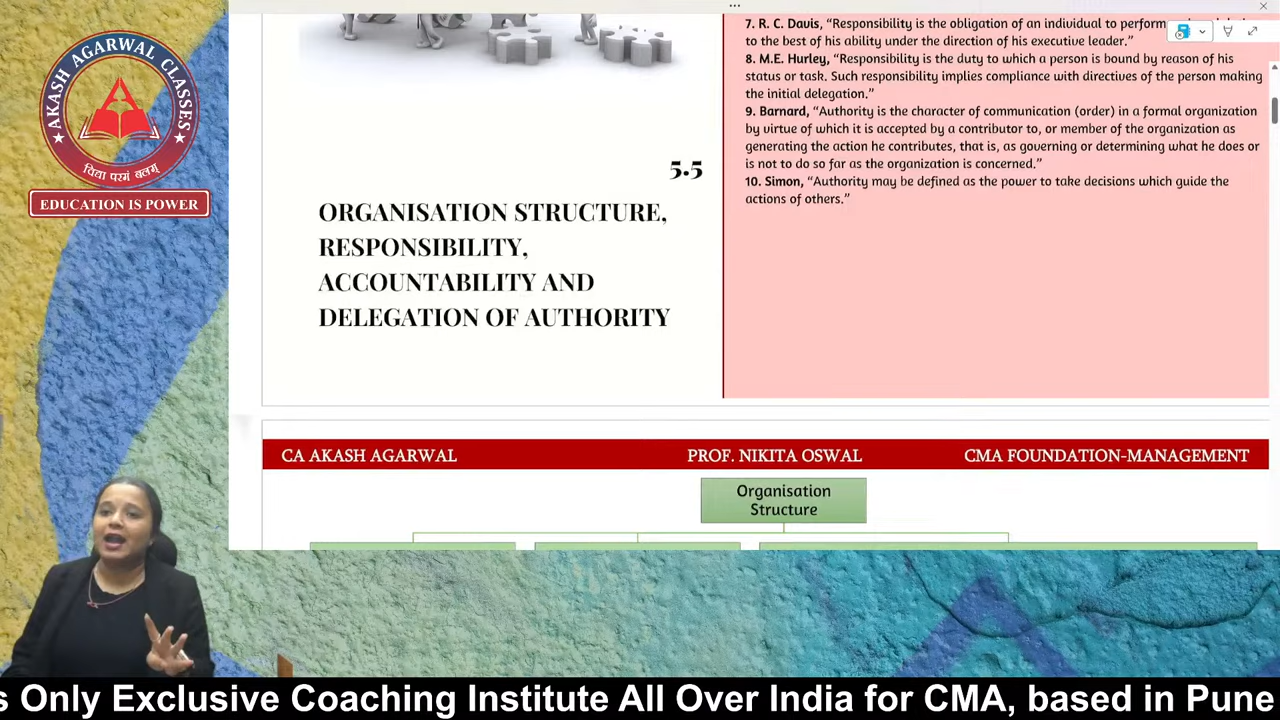 AKASH AGARWAL CLASSES
विद्या परमं बलम्
EDUCATION IS POWER
5.5
ORGANISATION STRUCTURE,
RESPONSIBILITY,
ACCOUNTABILITY AND
DELEGATION OF AUTHORITY
7. R. C. Davis, “Responsibility is the obligation of an individual to perform
to the best of his ability under the direction of his executive leader.”
8. M.E. Hurley, “Responsibility is the duty to which a person is bound by reason of his
status or task. Such responsibility implies compliance with directives of the person making
the initial delegation.”
9. Barnard, “Authority is the character of communication (order) in a formal organization
by virtue of which it is accepted by a contributor to, or member of the organization as
generating the action he contributes, that is, as governing or determining what he does or
is not to do so far as the organization is concerned.”
10. Simon, “Authority may be defined as the power to take decisions which guide the
actions of others.”
CA AKASH AGARWAL PROF. NIKITA OSWAL CMA FOUNDATION-MANAGEMENT
Organisation
Structure
s Only Exclusive Coaching Institute All Over India for CMA, based in Pune